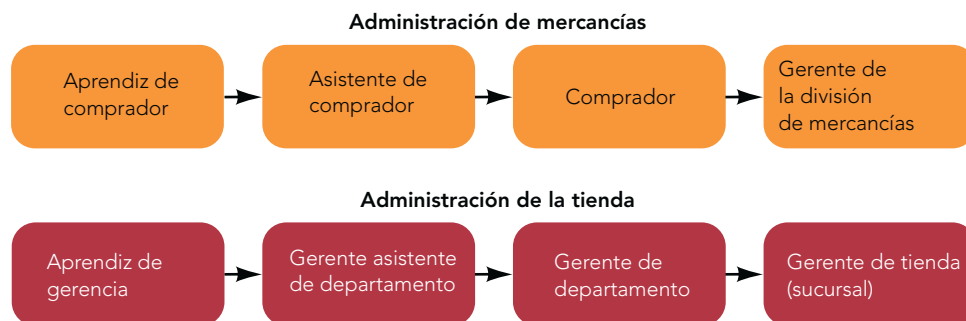 Administración de mercancías
Aprendiz de
comprador
Asistente de
comprador
Comprador
Gerente de
la división
de mercancías
Administración de la tienda
Aprendiz de
gerencia
Gerente asistente
de departamento
Gerente de
departamento
Gerente de tienda
(sucursal)